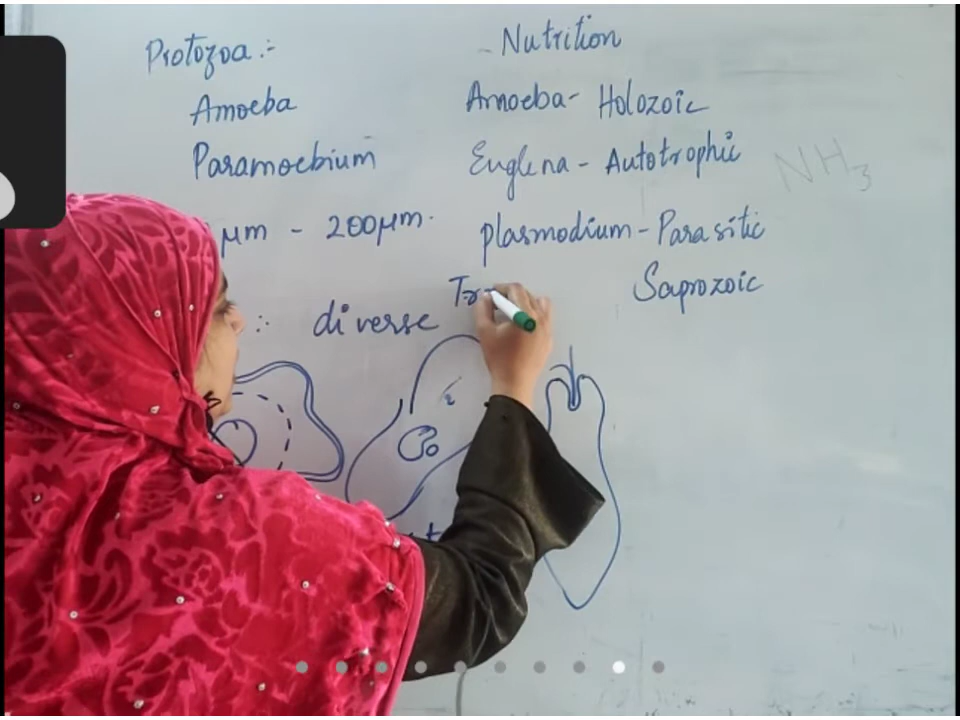 Protozoa :-
Amoeba
Paramoebium
μm - 200μm.
: diverse
Nutrition
Amoeba - Holozoic
Euglena - Autotrophic
plasmodium - Parasitic
Saprozoic
NH3